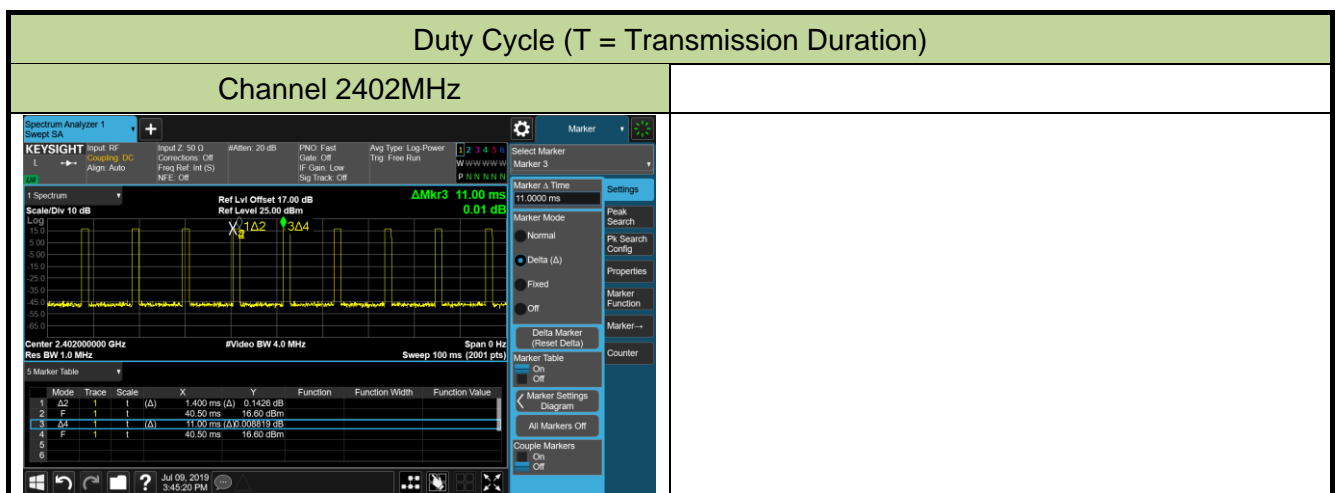 Duty Cycle (T = Transmission Duration)
Channel 2402MHz
Spectrum Analyzer 1
Swept SA
+
Marker
KEYSIGHT
L
Input: RF
Coupling: DC
Align: Auto
Input Z: 50 Ω
Corrections: Off
Freq Ref: Int (S)
NFE: Off
#Atten: 20 dB
PNO: Fast
Gate: Off
IF Gain: Low
Sig Track: Off
Avg Type: Log-Power
Trig: Free Run
1 2 3 4 5 6
W W W W W W
P N N N N N
Select Marker
Marker 3
1 Spectrum
Scale/Div 10 dB
Log
Ref Lvl Offset 17.00 dB
Ref Level 25.00 dBm
ΔMkr3 11.00 ms
0.01 dB
1Δ2
3Δ4
15.0
5.00
-5.00
-15.0
-25.0
-35.0
-45.0
-55.0
-65.0
Center 2.402000000 GHz
Res BW 1.0 MHz
#Video BW 4.0 MHz
Span 0 Hz
Sweep 100 ms (2001 pts)
5 Marker Table
Mode Trace Scale X Y Function Function Width Function Value
1 Δ2 1 t (Δ) 1.400 ms (Δ) 0.1426 dB
2 F 1 t 40.50 ms 16.60 dBm
3 Δ4 1 t (Δ) 11.00 ms (Δ) 0.008819 dB
4 F 1 t 40.50 ms 16.60 dBm
5
6
Marker Δ Time
11.0000 ms
Marker Mode
Normal
Delta (Δ)
Fixed
Off
Delta Marker
(Reset Delta)
Marker Table
On
Off
Marker Settings
Diagram
All Markers Off
Couple Markers
On
Off
Settings
Peak
Search
Pk Search
Config
Properties
Marker
Function
Marker→
Counter
?
Jul 09, 2019
3:45:20 PM